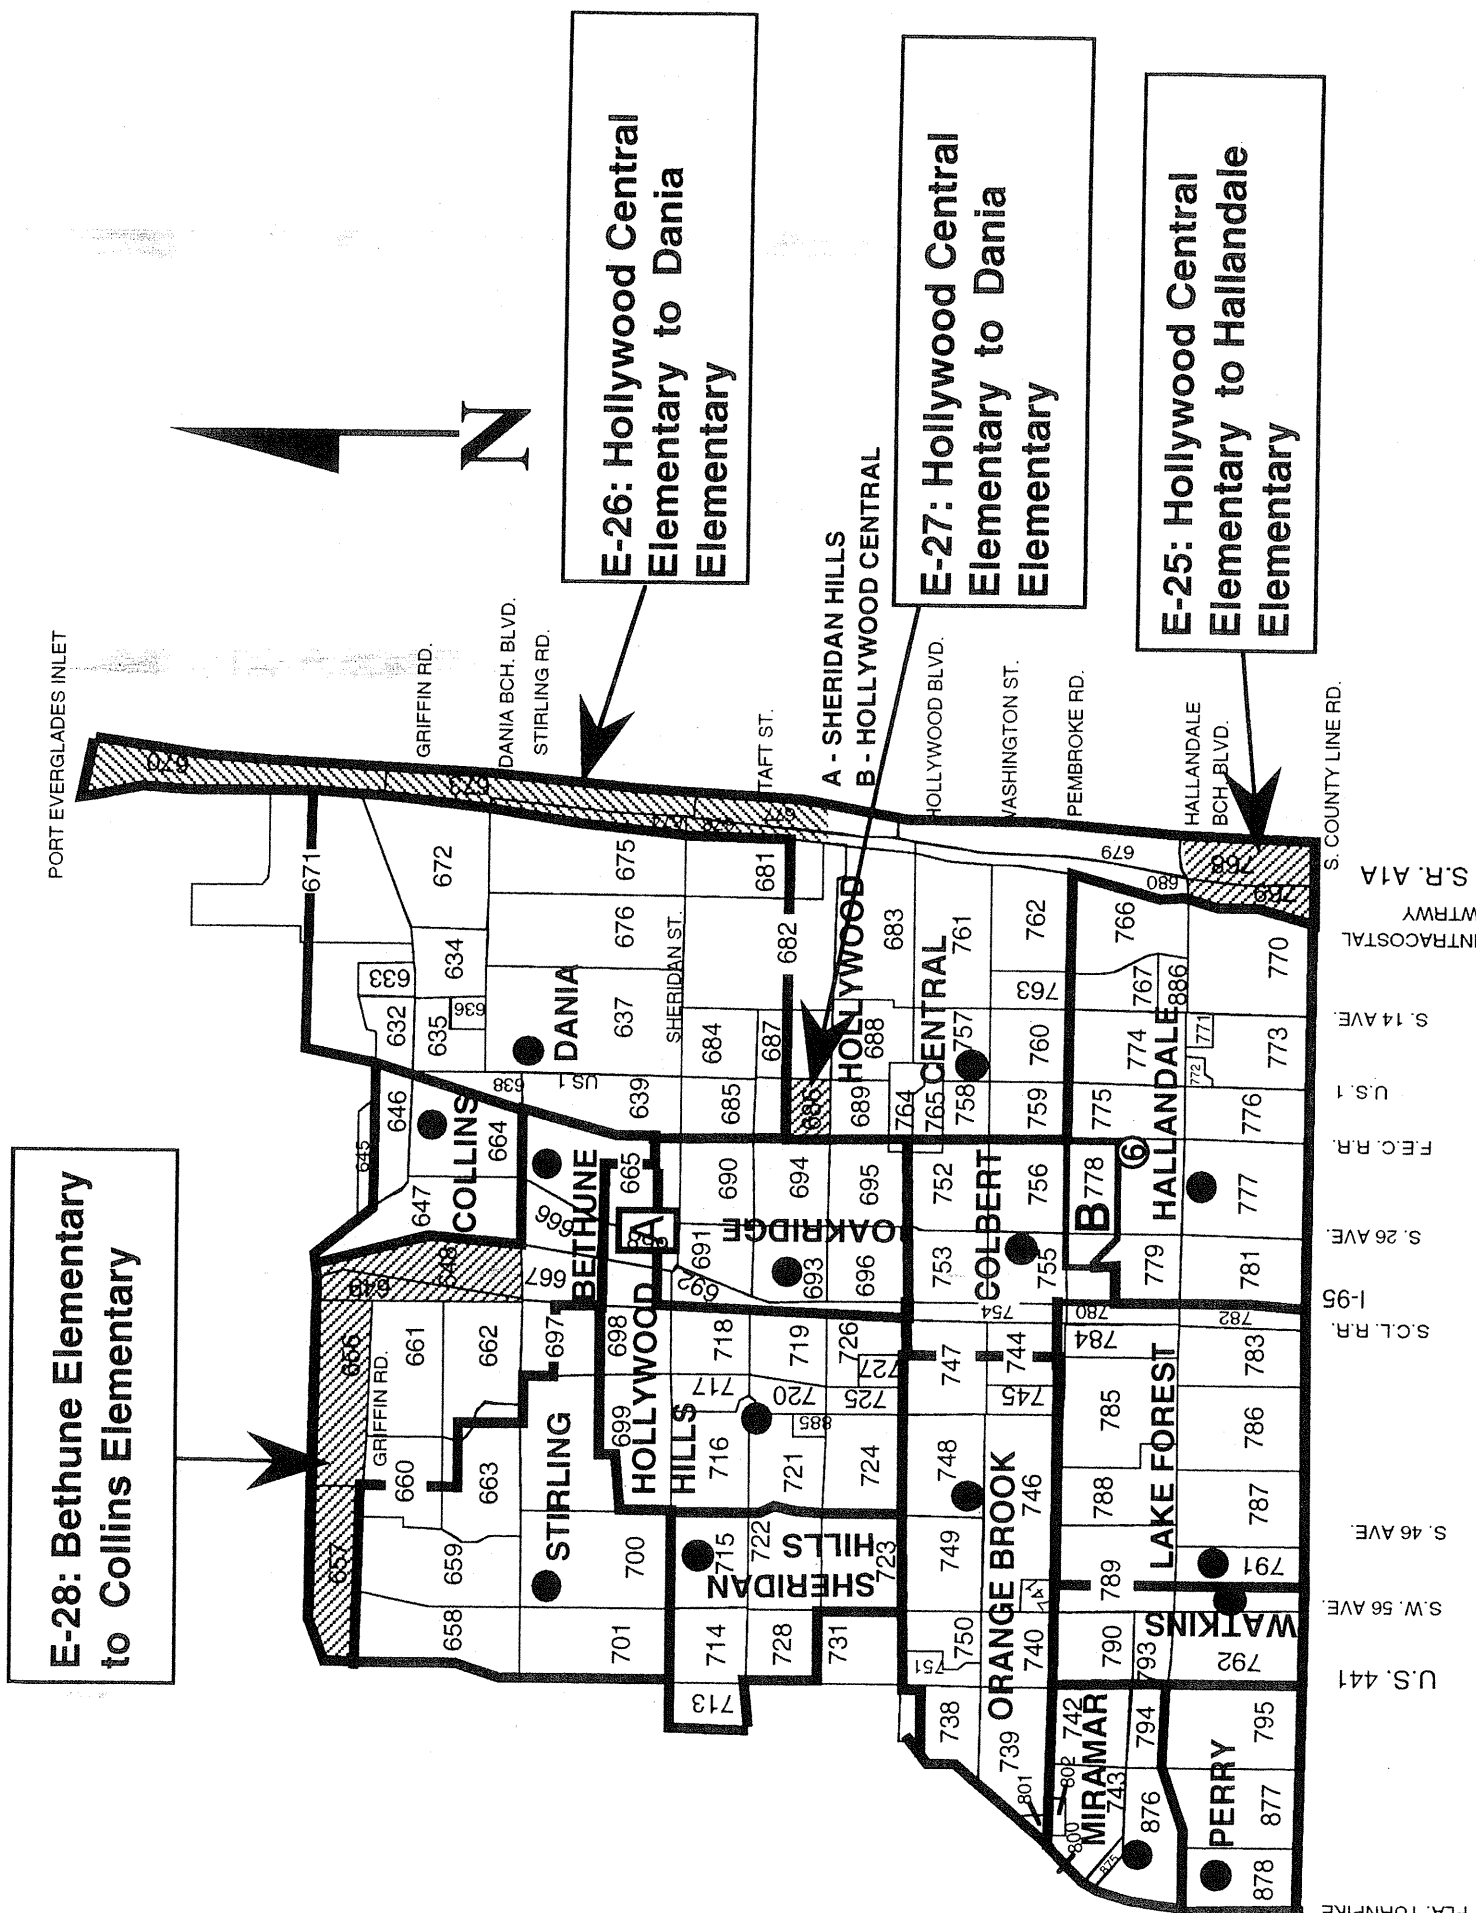 E-28: Bethune Elementary
to Collins Elementary
E-26: Hollywood Central
Elementary to Dania
Elementary
E-27: Hollywood Central
Elementary to Dania
Elementary
E-25: Hollywood Central
Elementary to Hallandale
Elementary
N
A - SHERIDAN HILLS
B - HOLLYWOOD CENTRAL
PORT EVERGLADES INLET
GRIFFIN RD.
DANIA BCH. BLVD.
STIRLING RD.
TAFT ST.
HOLLYWOOD BLVD.
WASHINGTON ST.
PEMBROKE RD.
HALLANDALE
BCH. BLVD.
S. COUNTY LINE RD.
SHERIDAN ST.
GRIFFIN RD.
US 1
S.R. A1A
INTRACOSTAL
WTRWY
S. 14 AVE.
U.S. 1
F.E.C. R.R
S. 26 AVE.
I-95
S.C.L. R.R.
S. 46 AVE.
S.W. 56 AVE.
U.S. 441
FLA. TURNPIKE
COLLINS
DANIA
BETHUNE
STIRLING
HOLLYWOOD
HILLS
SHERIDAN
HILLS
OAKRIDGE
HOLLYWOOD
CENTRAL
COLBERT
ORANGE BROOK
HALLANDALE
LAKE FOREST
WATKINS
MIRAMAR
PERRY
A
B
6
670
671
672
673
675
676
677
681
682
683
679
680
633
634
632
635
636
637
638
639
684
685
686
687
688
689
645
646
647
648
649
664
665
666
667
656
657
658
659
660
661
662
663
697
698
699
700
701
690
691
692
693
694
695
696
713
714
715
716
717
718
719
720
721
722
723
724
725
726
727
728
731
885
738
739
740
742
743
744
745
746
747
748
749
750
751
752
753
754
755
756
757
758
759
760
761
762
763
764
765
766
767
768
769
770
771
772
773
774
775
776
777
778
779
780
781
782
783
784
785
786
787
788
789
790
791
792
793
794
795
800
801
802
875
876
877
878
886